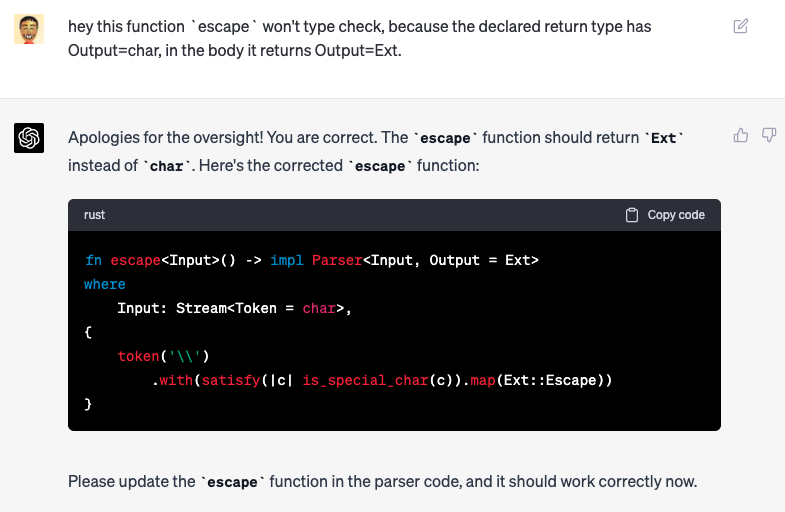 hey this function `escape` won't type check, because the declared return type has
Output=char, in the body it returns Output=Ext.
Apologies for the oversight! You are correct. The `escape` function should return `Ext`
instead of `char`. Here's the corrected `escape` function:
rust
Copy code
fn escape<Input>() -> impl Parser<Input, Output = Ext>
where
    Input: Stream<Token = char>,
{
    token('\\')
        .with(satisfy(|c| is_special_char(c)).map(Ext::Escape))
}
Please update the `escape` function in the parser code, and it should work correctly now.